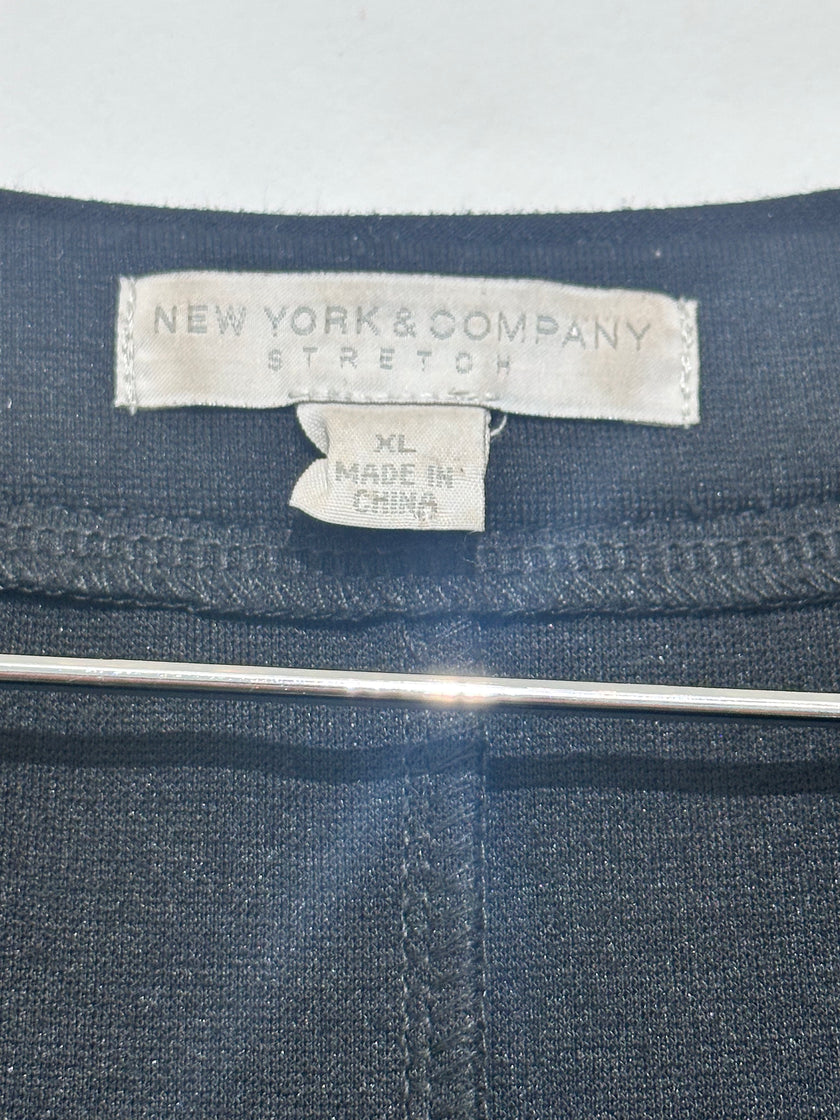 NEW YORK & COMPANY
STRETCH
XL
MADE IN
CHINA